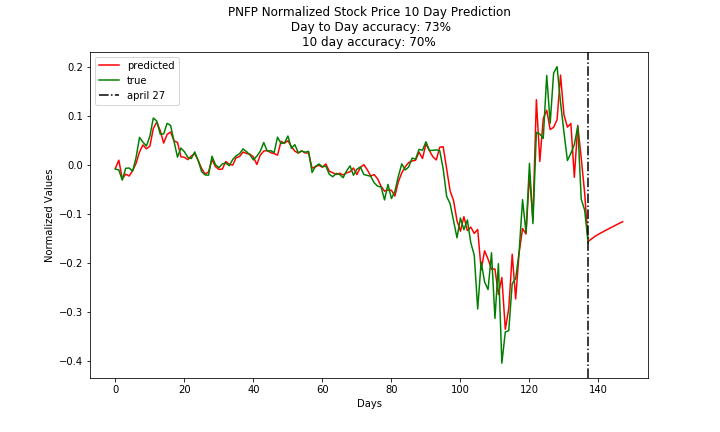 PNFP Normalized Stock Price 10 Day Prediction
Day to Day accuracy: 73%
10 day accuracy: 70%
predicted
true
april 27
0.2
0.1
0.0
−0.1
−0.2
−0.3
−0.4
Normalized Values
0 20 40 60 80 100 120 140
Days